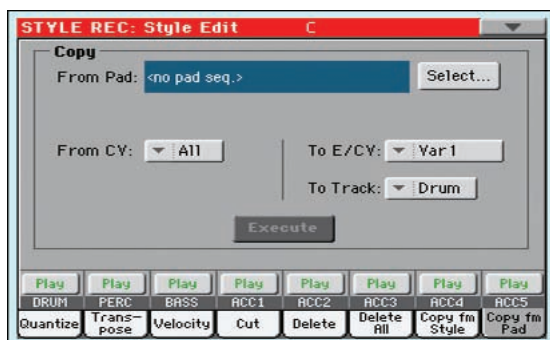 STYLE REC: Style Edit C
Copy
From Pad: <no pad seq.> Select...
From CV: All To E/CV: Var1
To Track: Drum
Execute
Play Play Play Play Play Play Play Play
DRUM PERC BASS ACC1 ACC2 ACC3 ACC4 ACC5
Quantize Trans- Velocity Cut Delete Delete Copy fm Copy fm
pose All Style Pad